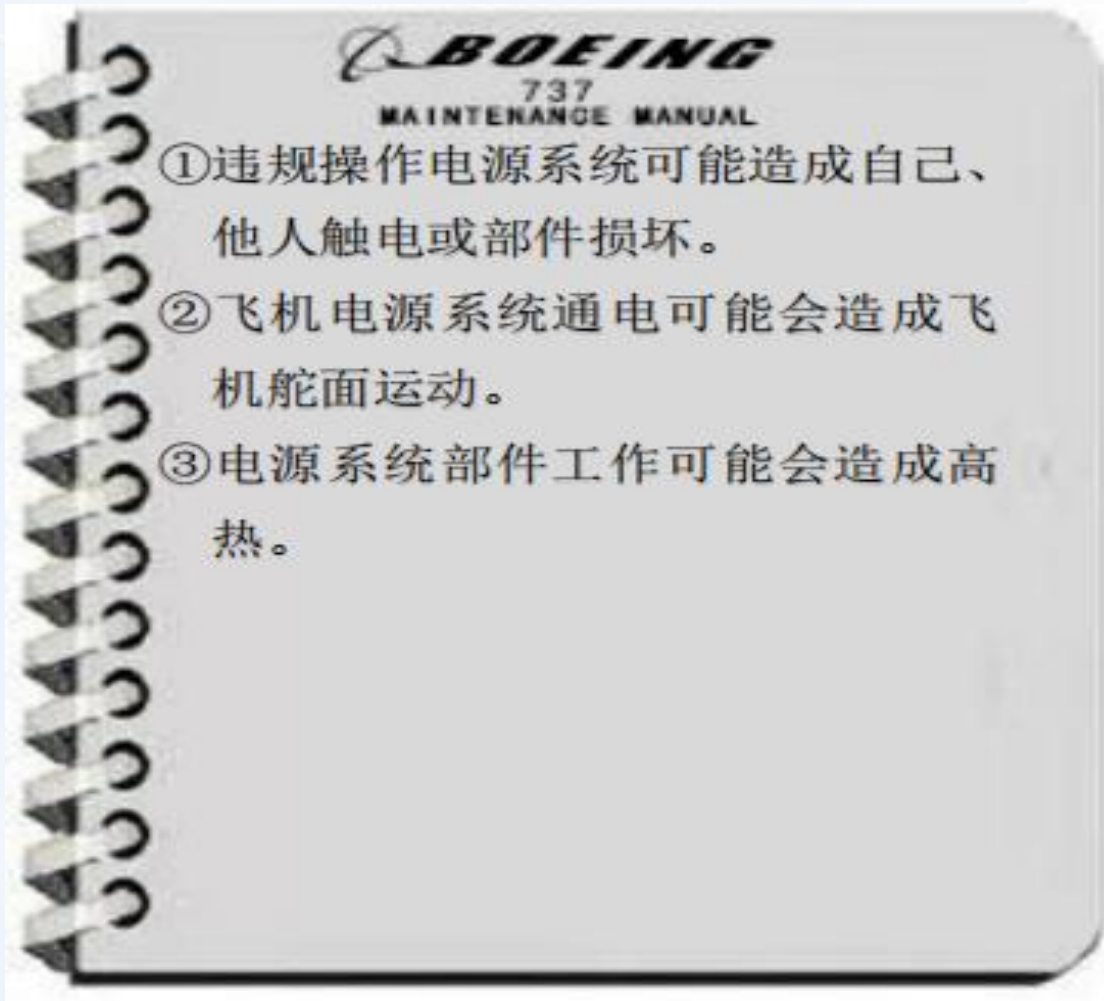 BOEING
737
MAINTENANCE MANUAL
①违规操作电源系统可能造成自己、
他人触电或部件损坏。
②飞机电源系统通电可能会造成飞
机舵面运动。
③电源系统部件工作可能会造成高
热。